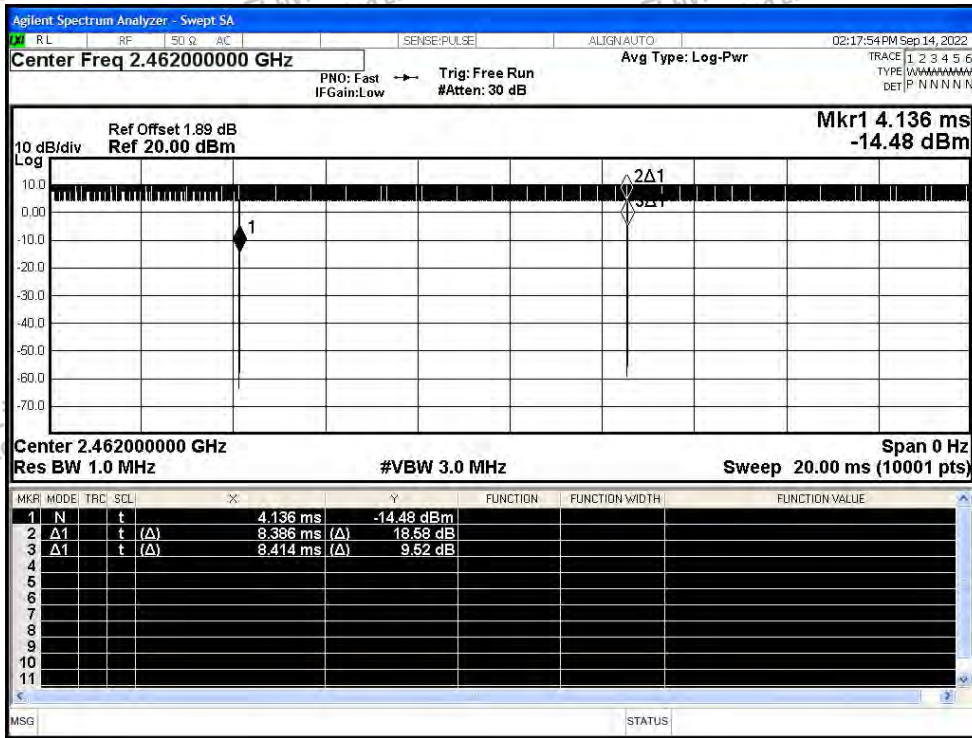 Agilent Spectrum Analyzer - Swept SA
RL RF 50 Ω AC SENSE:PULSE ALIGN AUTO 02:17:54 PM Sep 14, 2022
Center Freq 2.462000000 GHz
PNO: Fast Trig: Free Run Avg Type: Log-Pwr TRACE 1 2 3 4 5 6
IFGain:Low #Atten: 30 dB TYPE WWWWWW
DET P N N N N N
Mkr1 4.136 ms
-14.48 dBm
Ref Offset 1.89 dB
10 dB/div Ref 20.00 dBm
Log
10.0
0.00
-10.0
-20.0
-30.0
-40.0
-50.0
-60.0
-70.0
2Δ1
3Δ1
1
Center 2.462000000 GHz Span 0 Hz
Res BW 1.0 MHz #VBW 3.0 MHz Sweep 20.00 ms (10001 pts)
MKR MODE TRC SCL X Y FUNCTION FUNCTION WIDTH FUNCTION VALUE
1 N t 4.136 ms -14.48 dBm
2 Δ1 t (Δ) 8.386 ms (Δ) 18.58 dB
3 Δ1 t (Δ) 8.414 ms (Δ) 9.52 dB
4
5
6
7
8
9
10
11
MSG STATUS